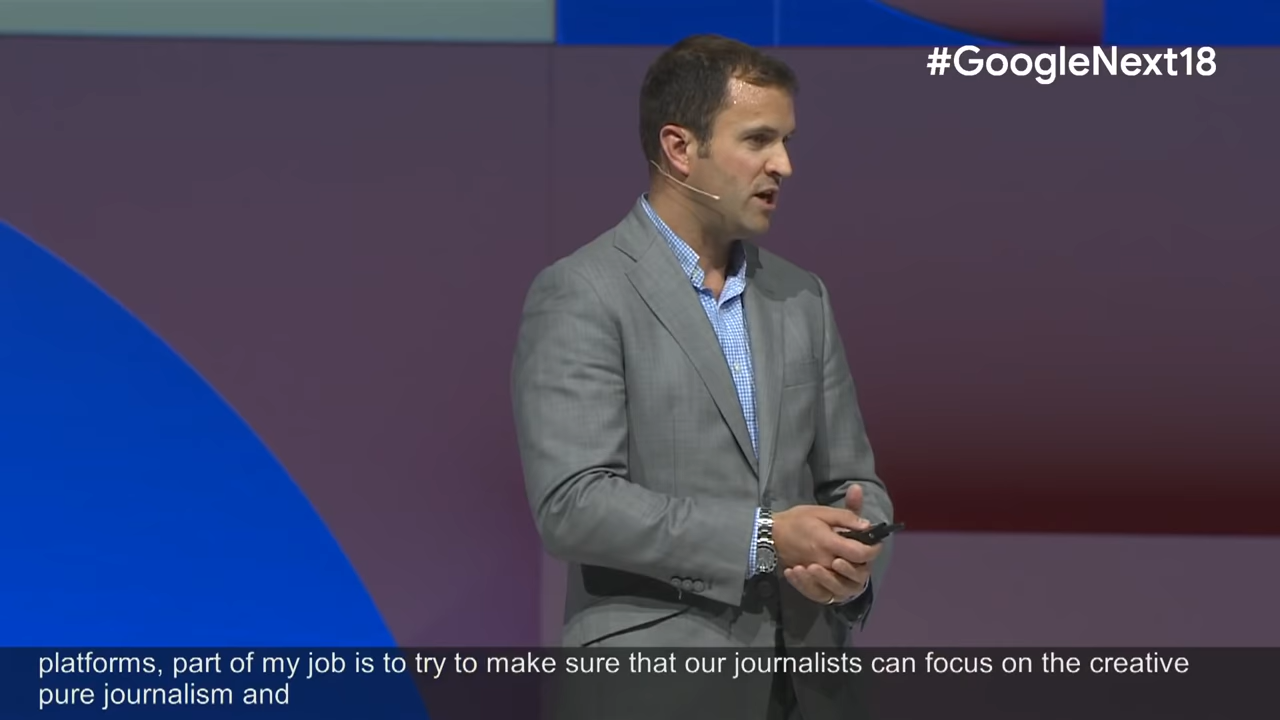 #GoogleNext18
platforms, part of my job is to try to make sure that our journalists can focus on the creative
pure journalism and